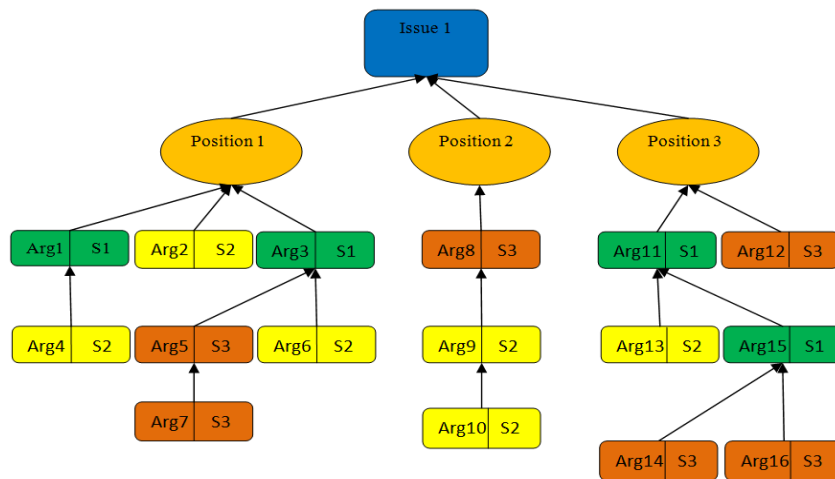 Issue 1
Position 1
Position 2
Position 3
Arg1 S1
Arg2 S2
Arg3 S1
Arg8 S3
Arg11 S1
Arg12 S3
Arg4 S2
Arg5 S3
Arg6 S2
Arg9 S2
Arg13 S2
Arg15 S1
Arg7 S3
Arg10 S2
Arg14 S3
Arg16 S3